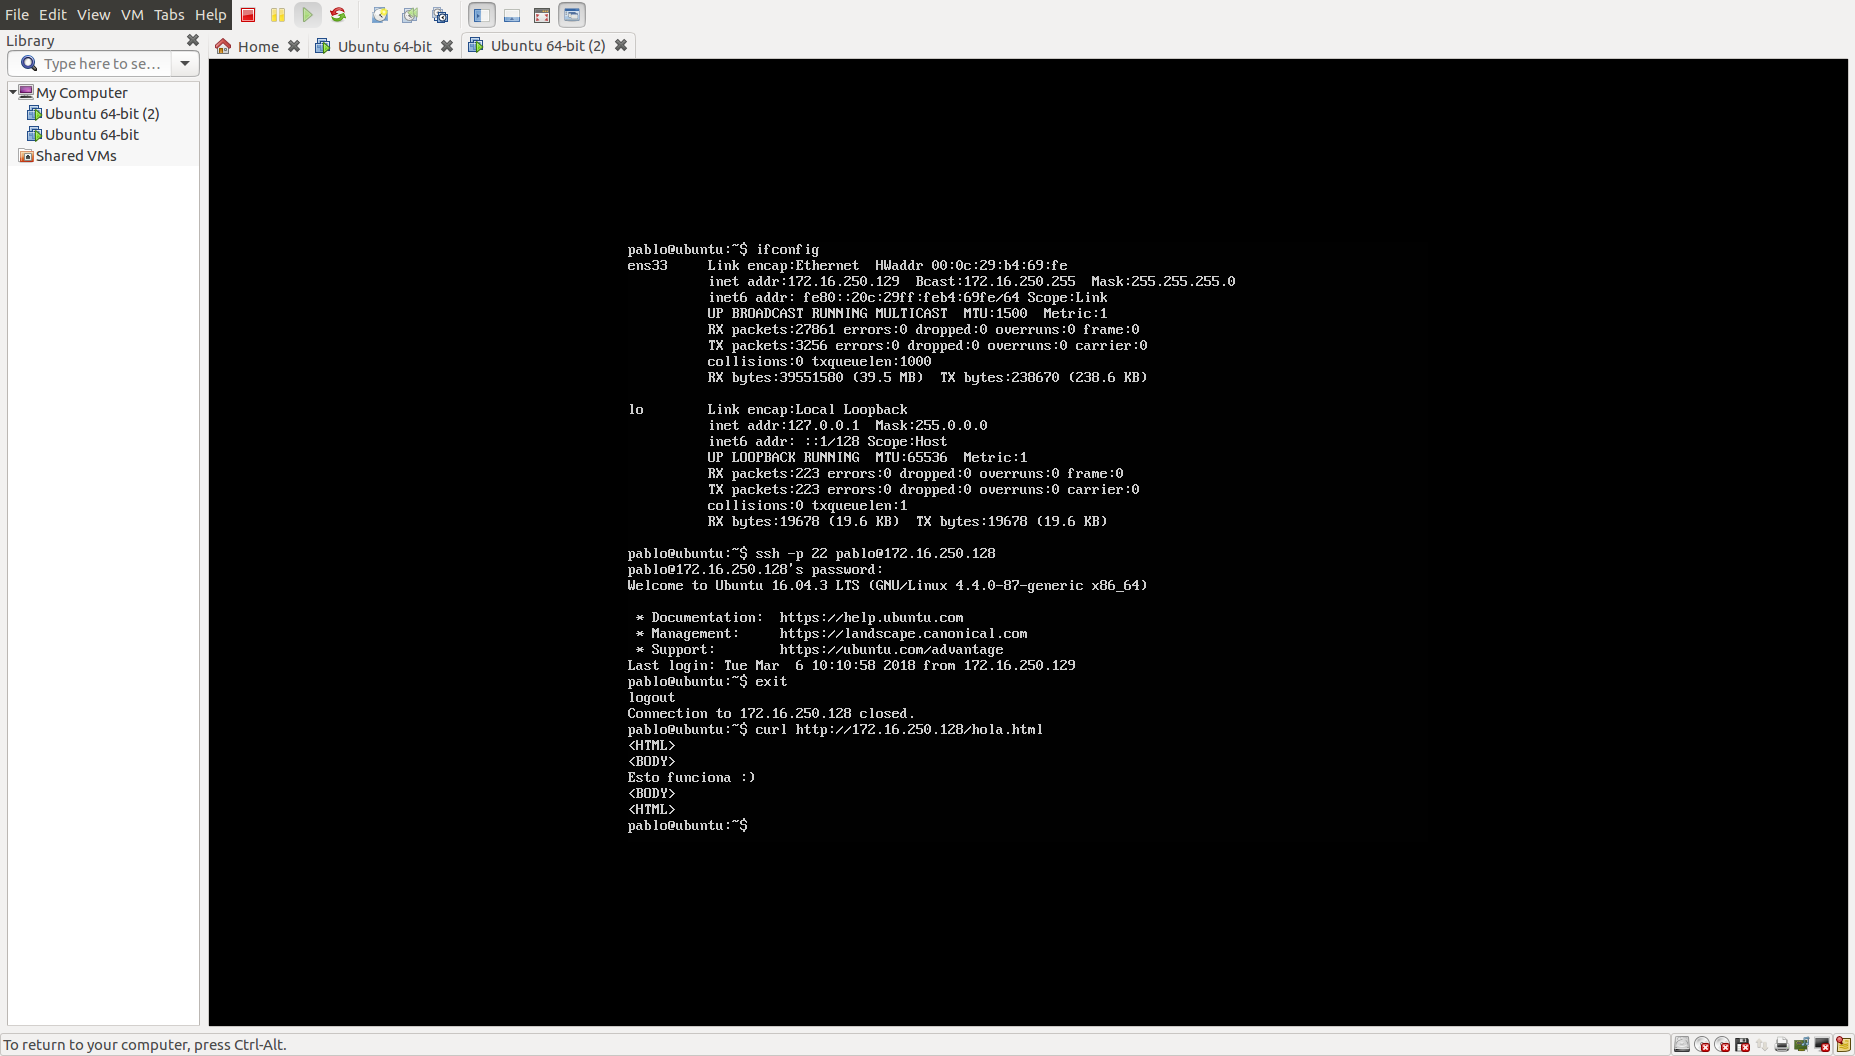 File Edit View VM Tabs Help
Library
Type here to se...
My Computer
Ubuntu 64-bit (2)
Ubuntu 64-bit
Shared VMs
Home
Ubuntu 64-bit
Ubuntu 64-bit (2)
pablo@ubuntu:~$ ifconfig
ens33     Link encap:Ethernet  HWaddr 00:0c:29:b4:69:fe
          inet addr:172.16.250.129  Bcast:172.16.250.255  Mask:255.255.255.0
          inet6 addr: fe80::20c:29ff:feb4:69fe/64 Scope:Link
          UP BROADCAST RUNNING MULTICAST  MTU:1500  Metric:1
          RX packets:27861 errors:0 dropped:0 overruns:0 frame:0
          TX packets:3256 errors:0 dropped:0 overruns:0 carrier:0
          collisions:0 txqueuelen:1000
          RX bytes:39551580 (39.5 MB)  TX bytes:238670 (238.6 KB)
lo        Link encap:Local Loopback
          inet addr:127.0.0.1  Mask:255.0.0.0
          inet6 addr: ::1/128 Scope:Host
          UP LOOPBACK RUNNING  MTU:65536  Metric:1
          RX packets:223 errors:0 dropped:0 overruns:0 frame:0
          TX packets:223 errors:0 dropped:0 overruns:0 carrier:0
          collisions:0 txqueuelen:1
          RX bytes:19678 (19.6 KB)  TX bytes:19678 (19.6 KB)
pablo@ubuntu:~$ ssh -p 22 pablo@172.16.250.128
pablo@172.16.250.128's password:
Welcome to Ubuntu 16.04.3 LTS (GNU/Linux 4.4.0-87-generic x86_64)
 * Documentation:  https://help.ubuntu.com
 * Management:     https://landscape.canonical.com
 * Support:        https://ubuntu.com/advantage
Last login: Tue Mar  6 10:10:58 2018 from 172.16.250.129
pablo@ubuntu:~$ exit
logout
Connection to 172.16.250.128 closed.
pablo@ubuntu:~$ curl http://172.16.250.128/hola.html
<HTML>
<BODY>
Esto funciona :)
<BODY>
<HTML>
pablo@ubuntu:~$
To return to your computer, press Ctrl-Alt.